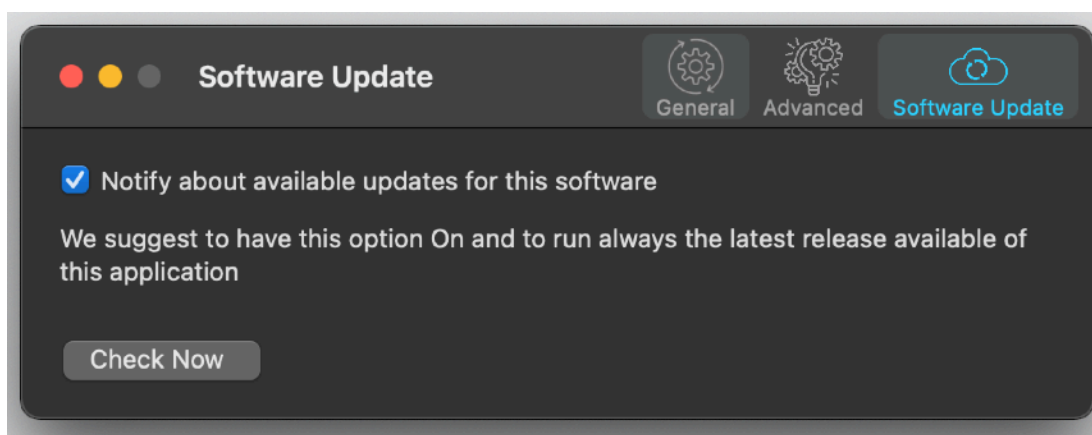 Software Update
General
Advanced
Software Update
Notify about available updates for this software
We suggest to have this option On and to run always the latest release available of
this application
Check Now